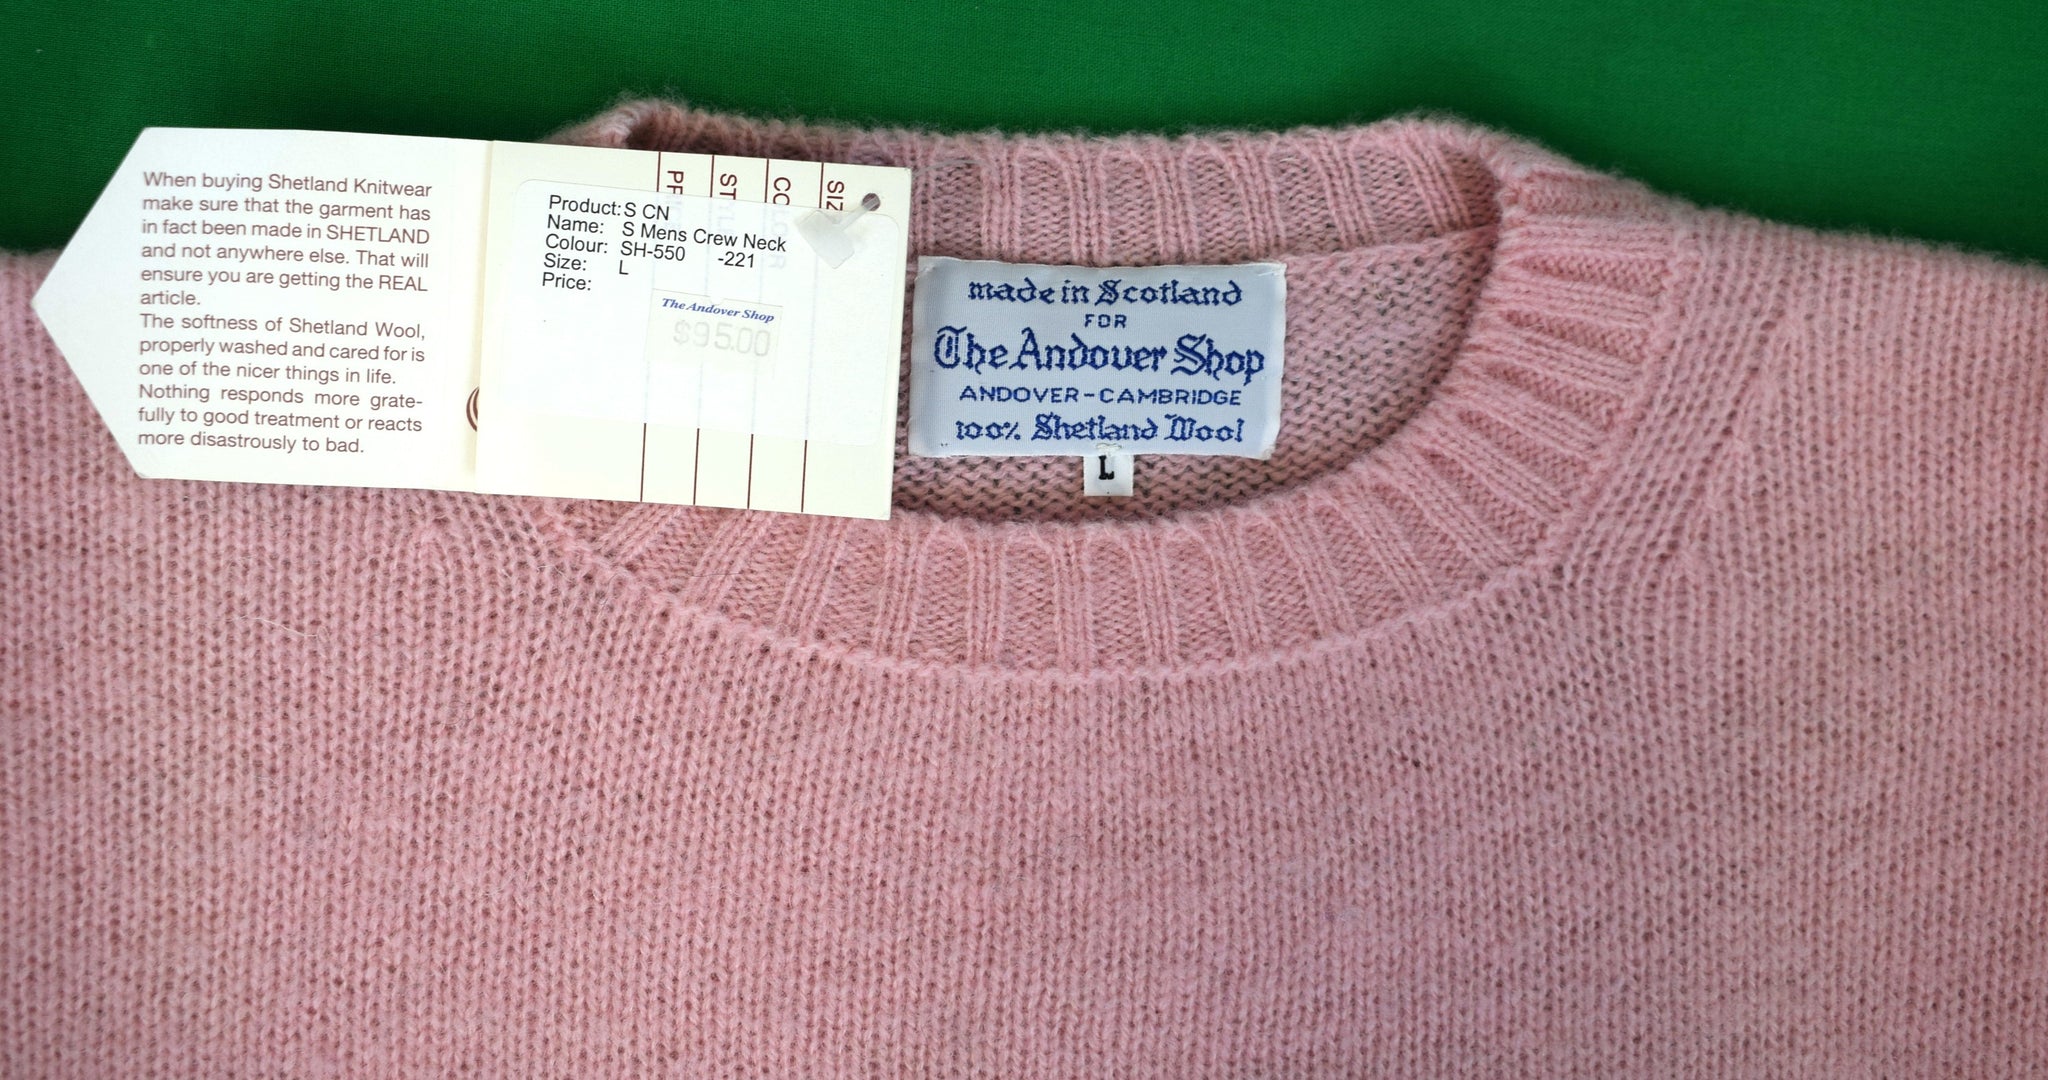 When buying Shetland Knitwear
make sure that the garment has
in fact been made in SHETLAND
and not anywhere else. That will
ensure you are getting the REAL
article.
The softness of Shetland Wool,
properly washed and cared for is
one of the nicer things in life.
Nothing responds more grate-
fully to good treatment or reacts
more disastrously to bad.
Product: S CN
Name: S Mens Crew Neck
Colour: SH-550 -221
Size: L
Price:
The Andover Shop
$95.00
made in Scotland
FOR
The Andover Shop
ANDOVER-CAMBRIDGE
100% Shetland Wool
L